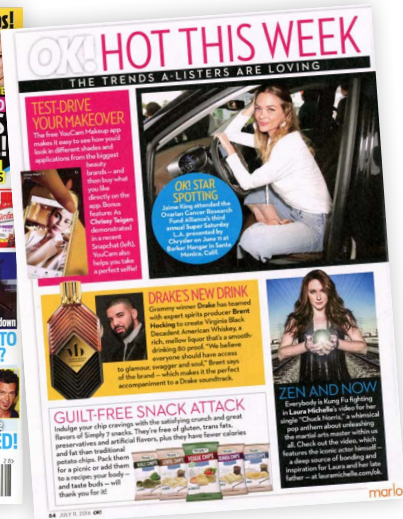 OK! HOT THIS WEEK
THE TRENDS A-LISTERS ARE LOVING
TEST-DRIVE
YOUR MAKEOVER
The free YouCam Makeup app
makes it easy to see how you'd
look in different shades and
applications from the biggest
beauty
brands — and
then buy what
you like
directly on the
app. Bonus
feature: As
Chrissy Teigen
demonstrated
in a recent
Snapchat (left),
YouCam also
helps you take
a perfect selfie!
OK! STAR
SPOTTING
Jaime King attended the
Ovarian Cancer Research
Fund Alliance's third
annual Super Saturday
L.A. presented by
Chrysler on June 11 at
Barker Hangar in Santa
Monica, Calif.
DRAKE'S NEW DRINK
Grammy winner Drake has teamed
with expert spirits producer Brent
Hocking to create Virginia Black
Decadent American Whiskey, a
rich, mellow liquor that's a smooth-
drinking 80 proof. "We believe
everyone should have access
to glamour, swagger and soul," Brent says
of the brand — which makes it the perfect
accompaniment to a Drake soundtrack.
GUILT-FREE SNACK ATTACK
Indulge your chip cravings with the satisfying crunch and great
flavors of Simply 7 snacks. They're free of gluten, trans fats,
preservatives and artificial flavors, plus they have fewer calories
and fat than traditional
potato chips. Pack them
for a picnic or add them
to a recipe; your body —
and taste buds — will
thank you for it!
ZEN AND NOW
Everybody is Kung Fu fighting
in Laura Michelle's video for her
single "Chuck Norris," a whimsical
pop anthem about unleashing
the martial arts master within us
all. Check out the video, which
features the iconic actor himself —
a deep source of bonding and
inspiration for Laura and her late
father — at lauramichelle.com/ok.
64 JULY 11, 2016 OK!
marlo
down
TO
?
ED!